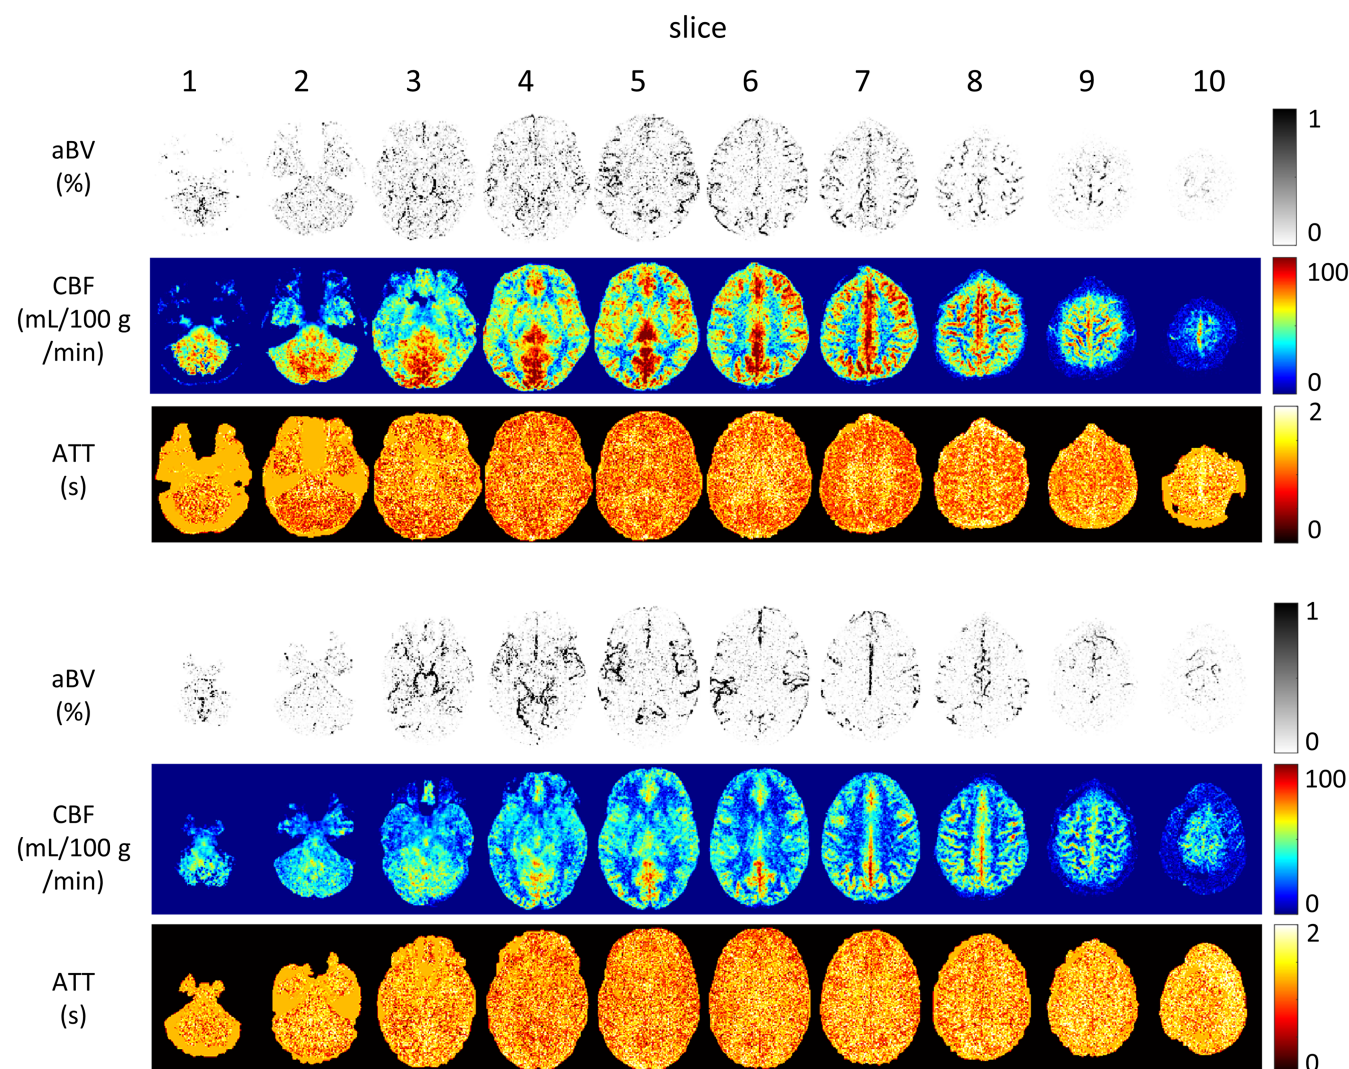 slice
1 2 3 4 5 6 7 8 9 10
aBV
(%)
1
0
CBF
(mL/100 g
/min)
100
0
ATT
(s)
2
0
aBV
(%)
1
0
CBF
(mL/100 g
/min)
100
0
ATT
(s)
2
0